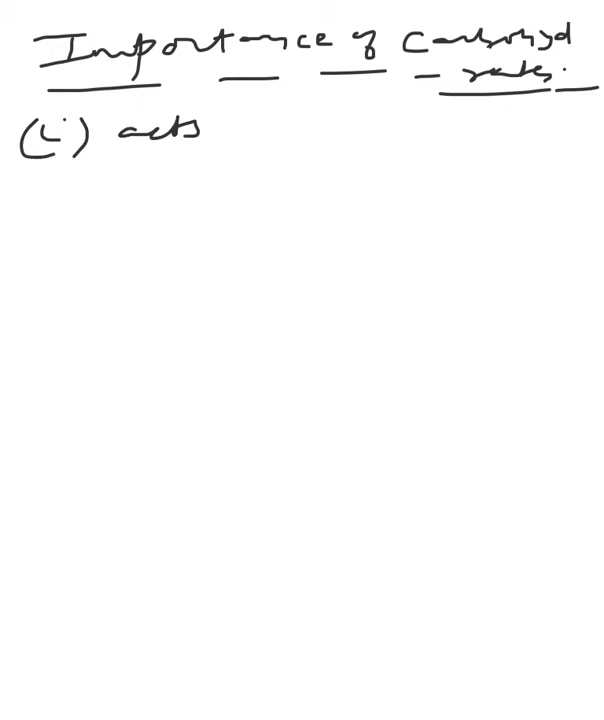 Importance of Carbohyd
rates.
(i) acts